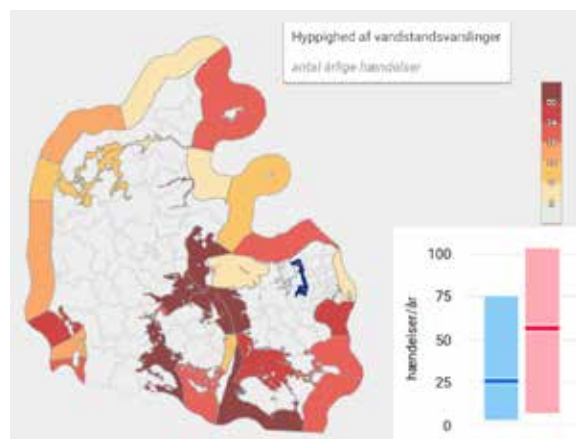 Hyppighed af vandstandsvarslinger
antal årlige hændelser
100
75
50
25
0
hændelser/år